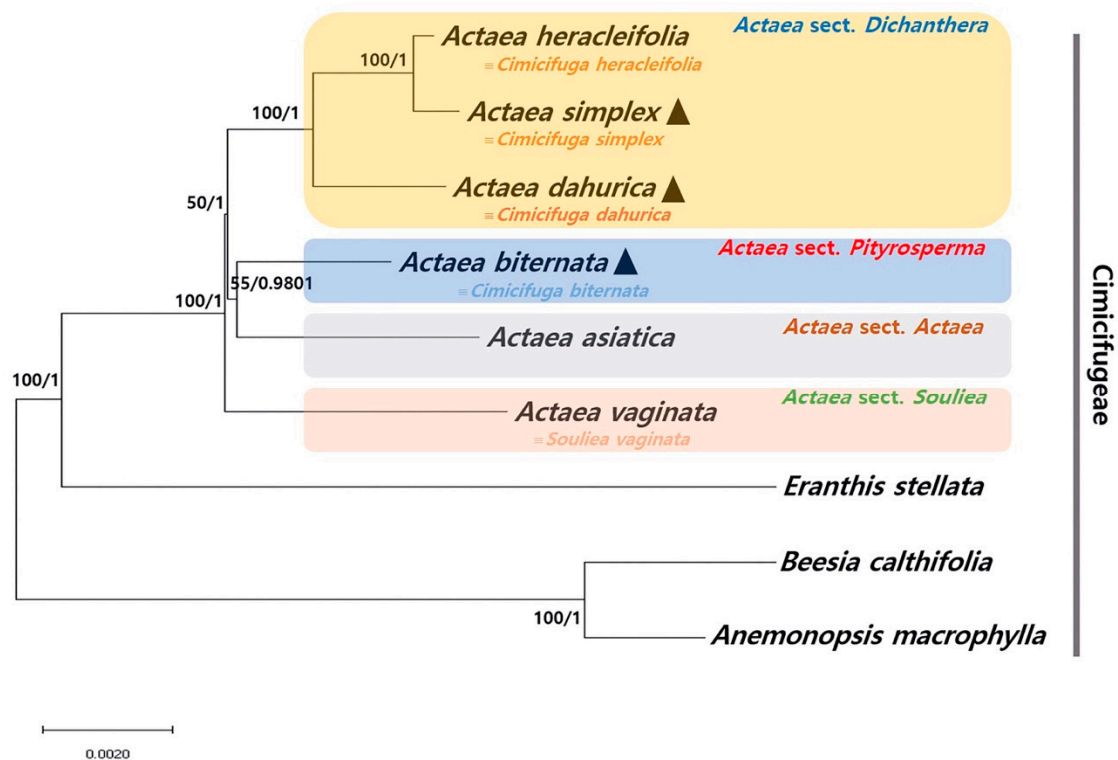 Actaea heracleifolia
Actaea sect. Dichanthera
≡ Cimicifuga heracleifolia
100/1
Actaea simplex ▲
≡ Cimicifuga simplex
100/1
Actaea dahurica ▲
≡ Cimicifuga dahurica
50/1
Actaea biternata ▲
Actaea sect. Pityrosperma
≡ Cimicifuga biternata
55/0.9801
100/1
Actaea asiatica
Actaea sect. Actaea
100/1
Actaea vaginata
Actaea sect. Souliea
≡ Souliea vaginata
Eranthis stellata
Beesia calthifolia
100/1
Anemonopsis macrophylla
Cimicifugeae
0.0020